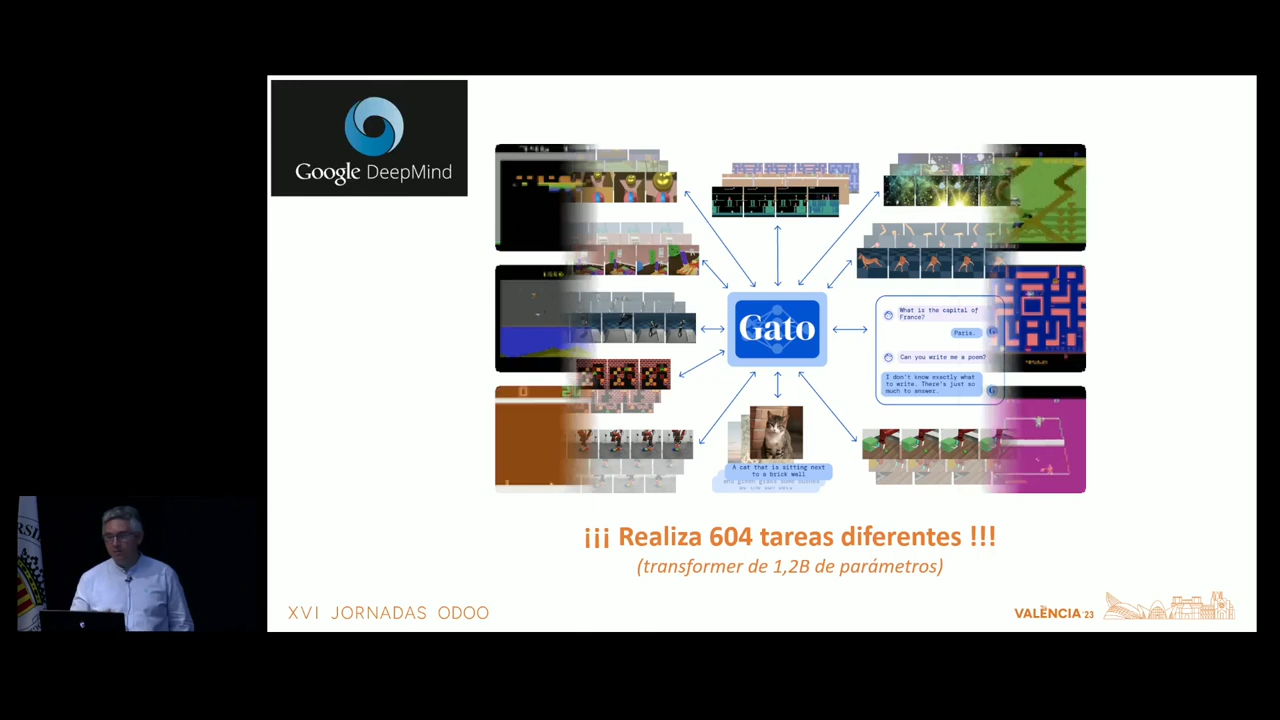 Google DeepMind
Gato
What is the capital of
France?
Paris.
G
Can you write me a poem?
I don't know exactly what
to write. There's just so
much to answer.
G
A cat that is sitting next
to a brick wall
¡¡¡ Realiza 604 tareas diferentes !!!
(transformer de 1,2B de parámetros)
XVI JORNADAS ODOO
VALÈNCIA 23